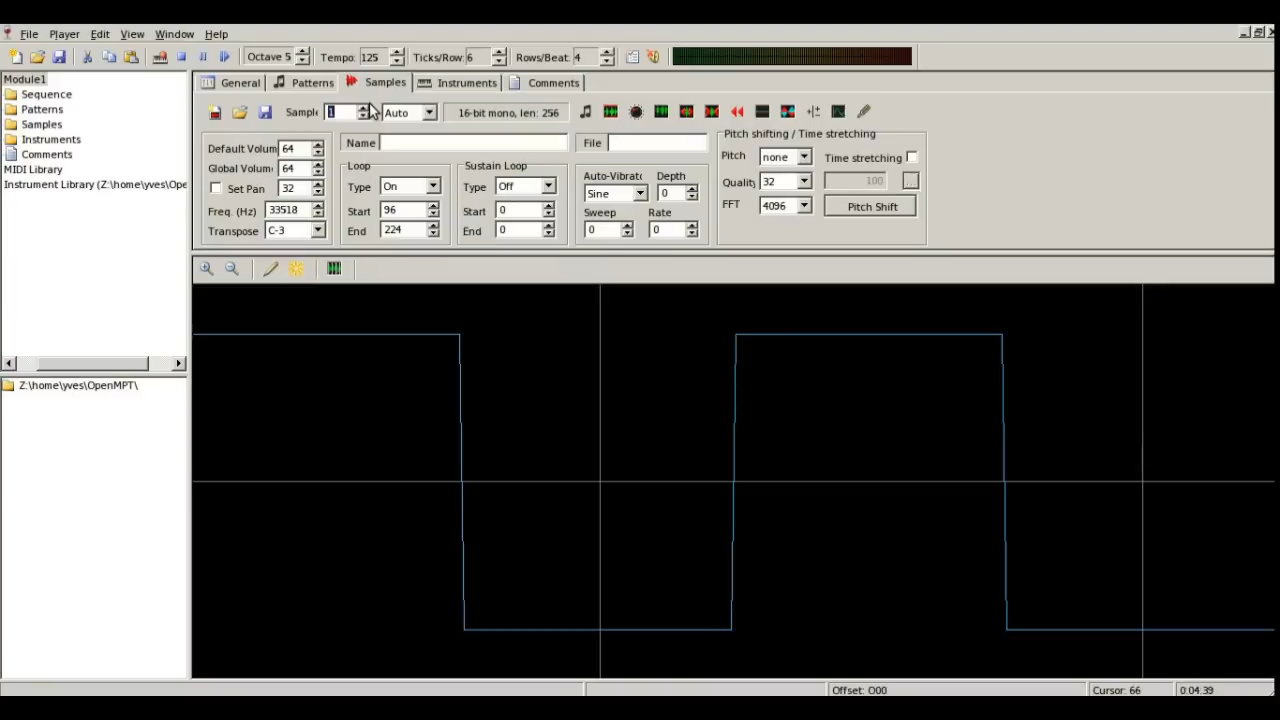 File Player Edit View Window Help
Octave 5 Tempo: 125 Ticks/Row: 6 Rows/Beat: 4
Module1
Sequence
Patterns
Samples
Instruments
Comments
MIDI Library
Instrument Library (Z:\home\yves\Ope
Z:\home\yves\OpenMPT\
General Patterns Samples Instruments Comments
Sampl 1 Auto 16-bit mono, len: 256
Default Volum 64
Global Volum 64
Set Pan 32
Freq. (Hz) 33518
Transpose C-3
Name
Loop
Type On
Start 96
End 224
Sustain Loop
Type Off
Start 0
End 0
File
Auto-Vibrato Depth
Sine 0
Sweep Rate
0 0
Pitch shifting / Time stretching
Pitch none Time stretching
Quality 32 100 ...
FFT 4096 Pitch Shift
Offset: O00 Cursor: 66 0:04.39